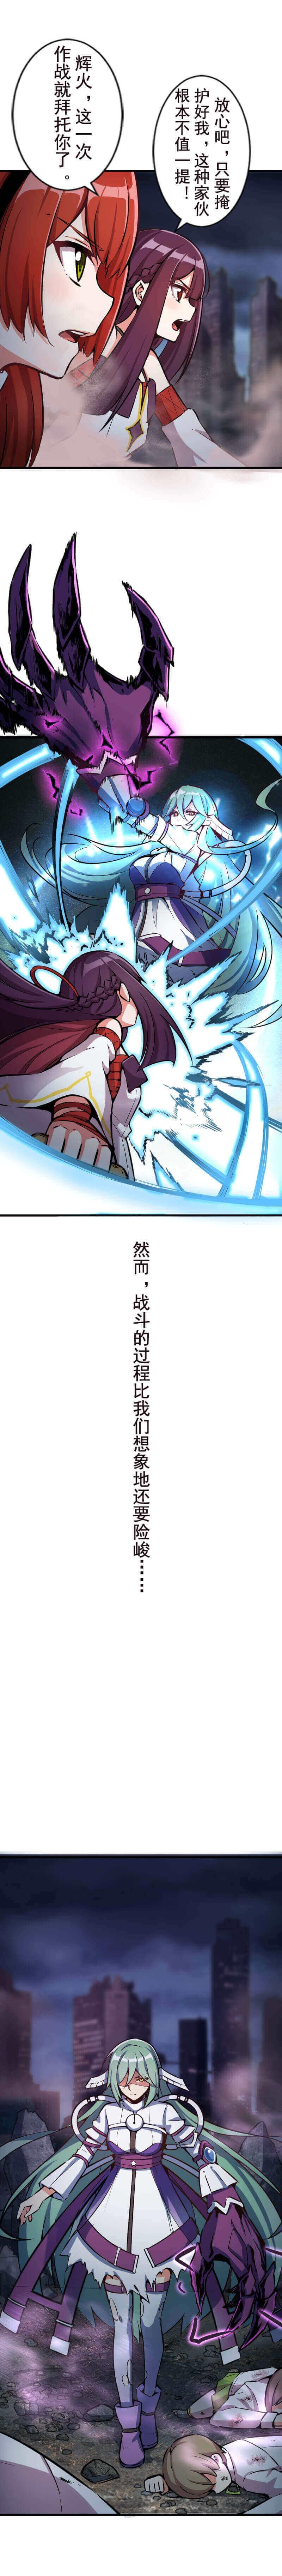 辉火，这一次
作战就拜托你了。
放心吧，只要掩
护好我，这种家伙
根本不值一提！
然而，战斗的过程比我们想象地还要险峻……